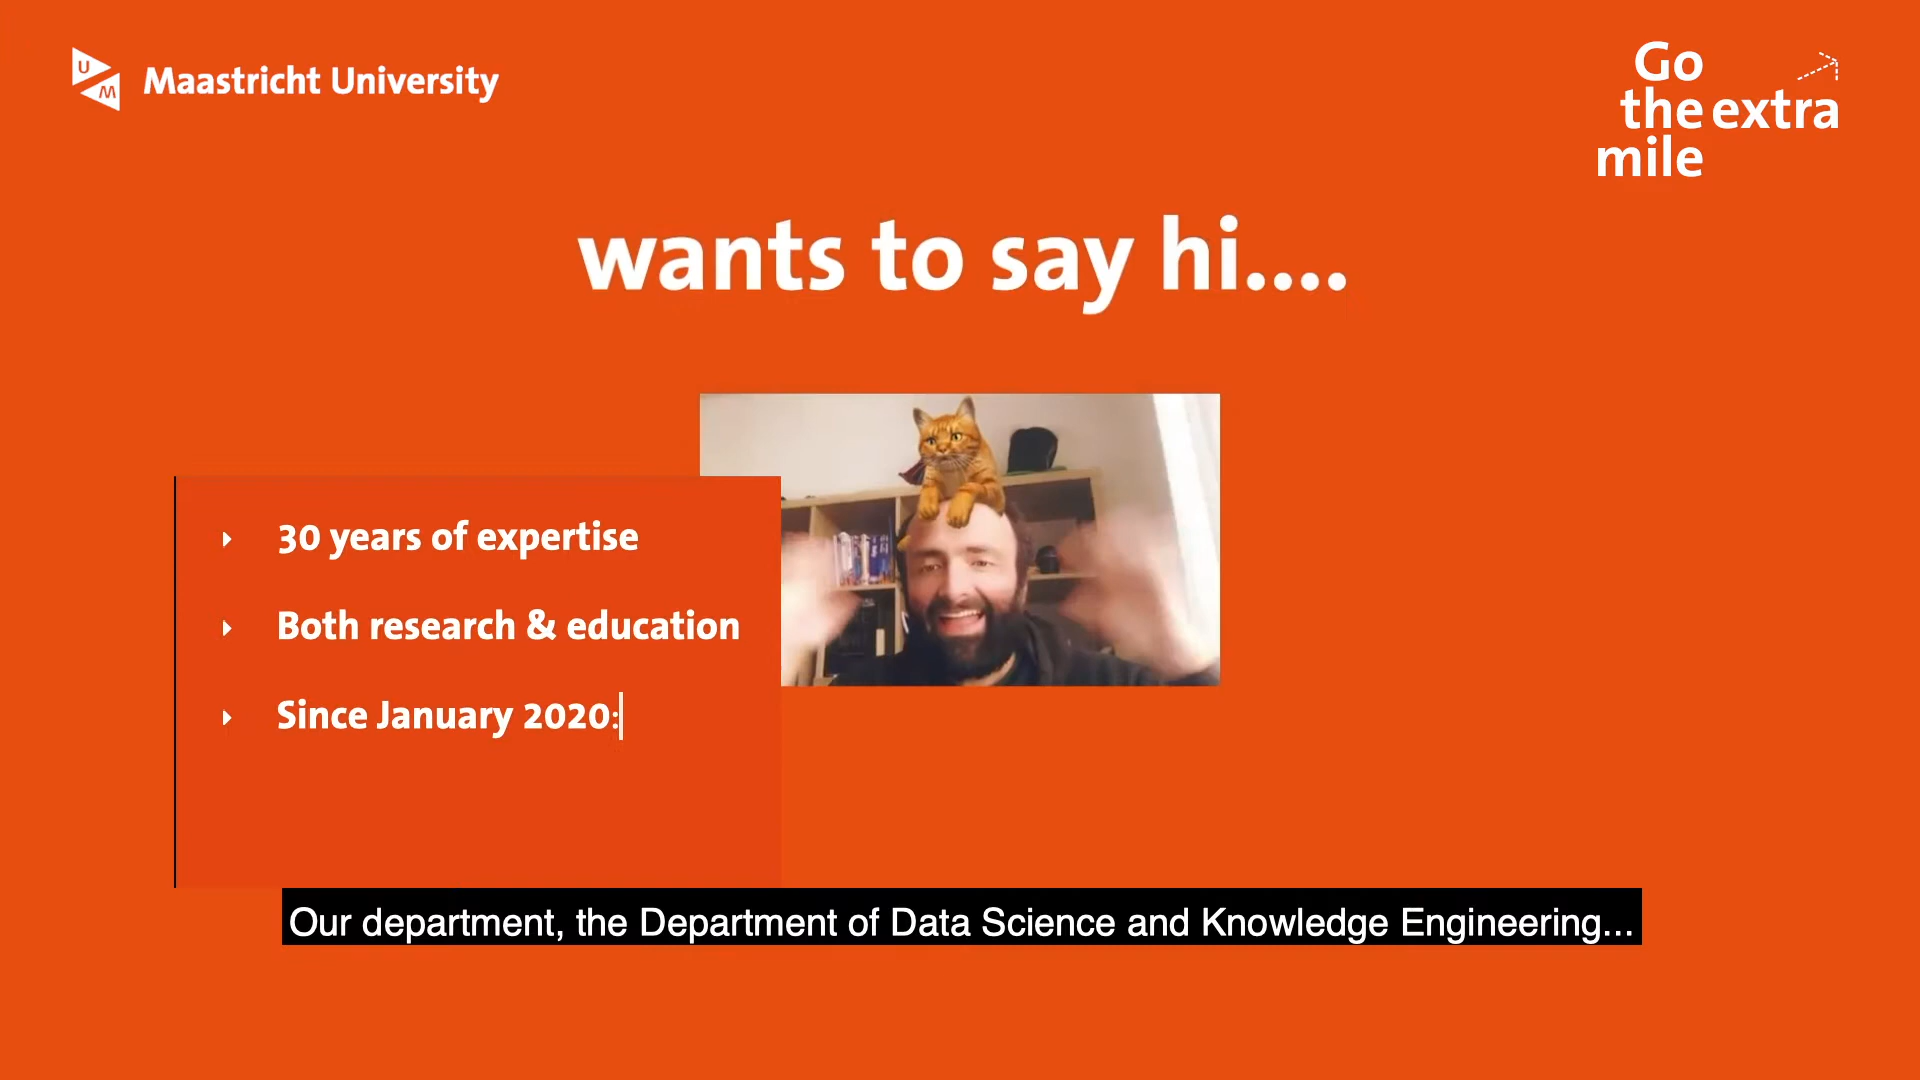 U
M
Maastricht University
Go
the extra
mile
wants to say hi....
30 years of expertise
Both research & education
Since January 2020:
Our department, the Department of Data Science and Knowledge Engineering...